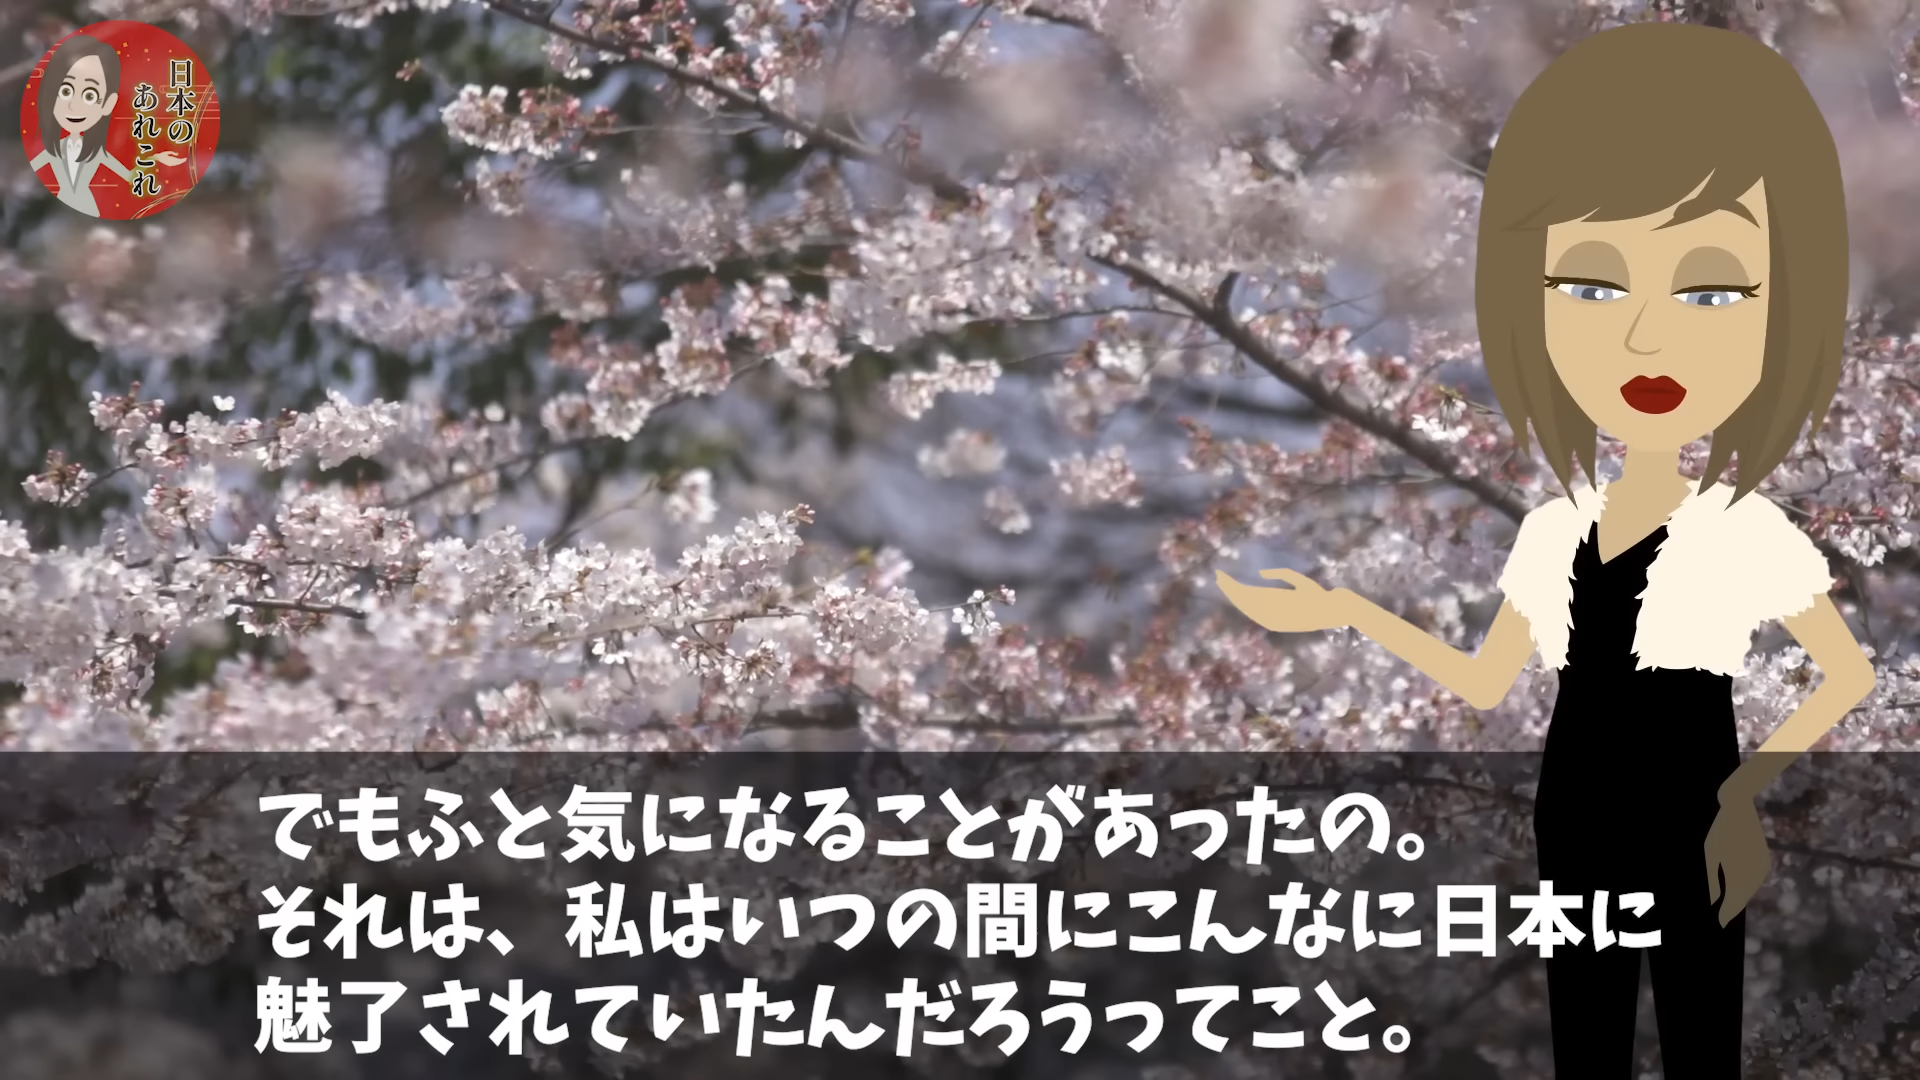 日本の
あれこれ
でもふと気になることがあったの。
それは、私はいつの間にこんなに日本に
魅了されていたんだろうってこと。